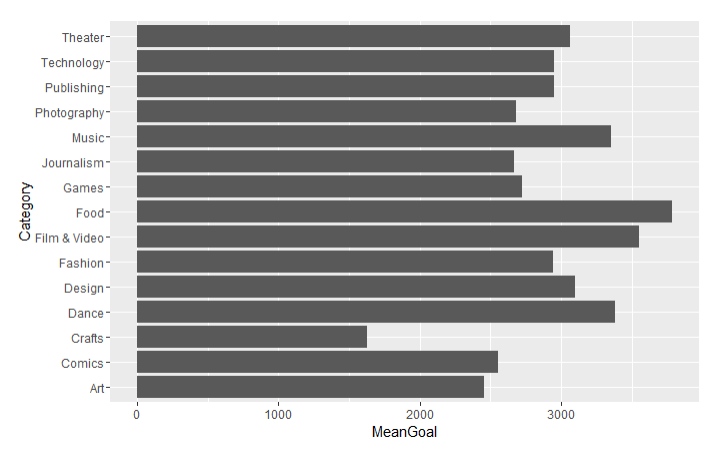 Theater
Technology
Publishing
Photography
Music
Journalism
Games
Food
Film & Video
Fashion
Design
Dance
Crafts
Comics
Art
Category
0 1000 2000 3000
MeanGoal